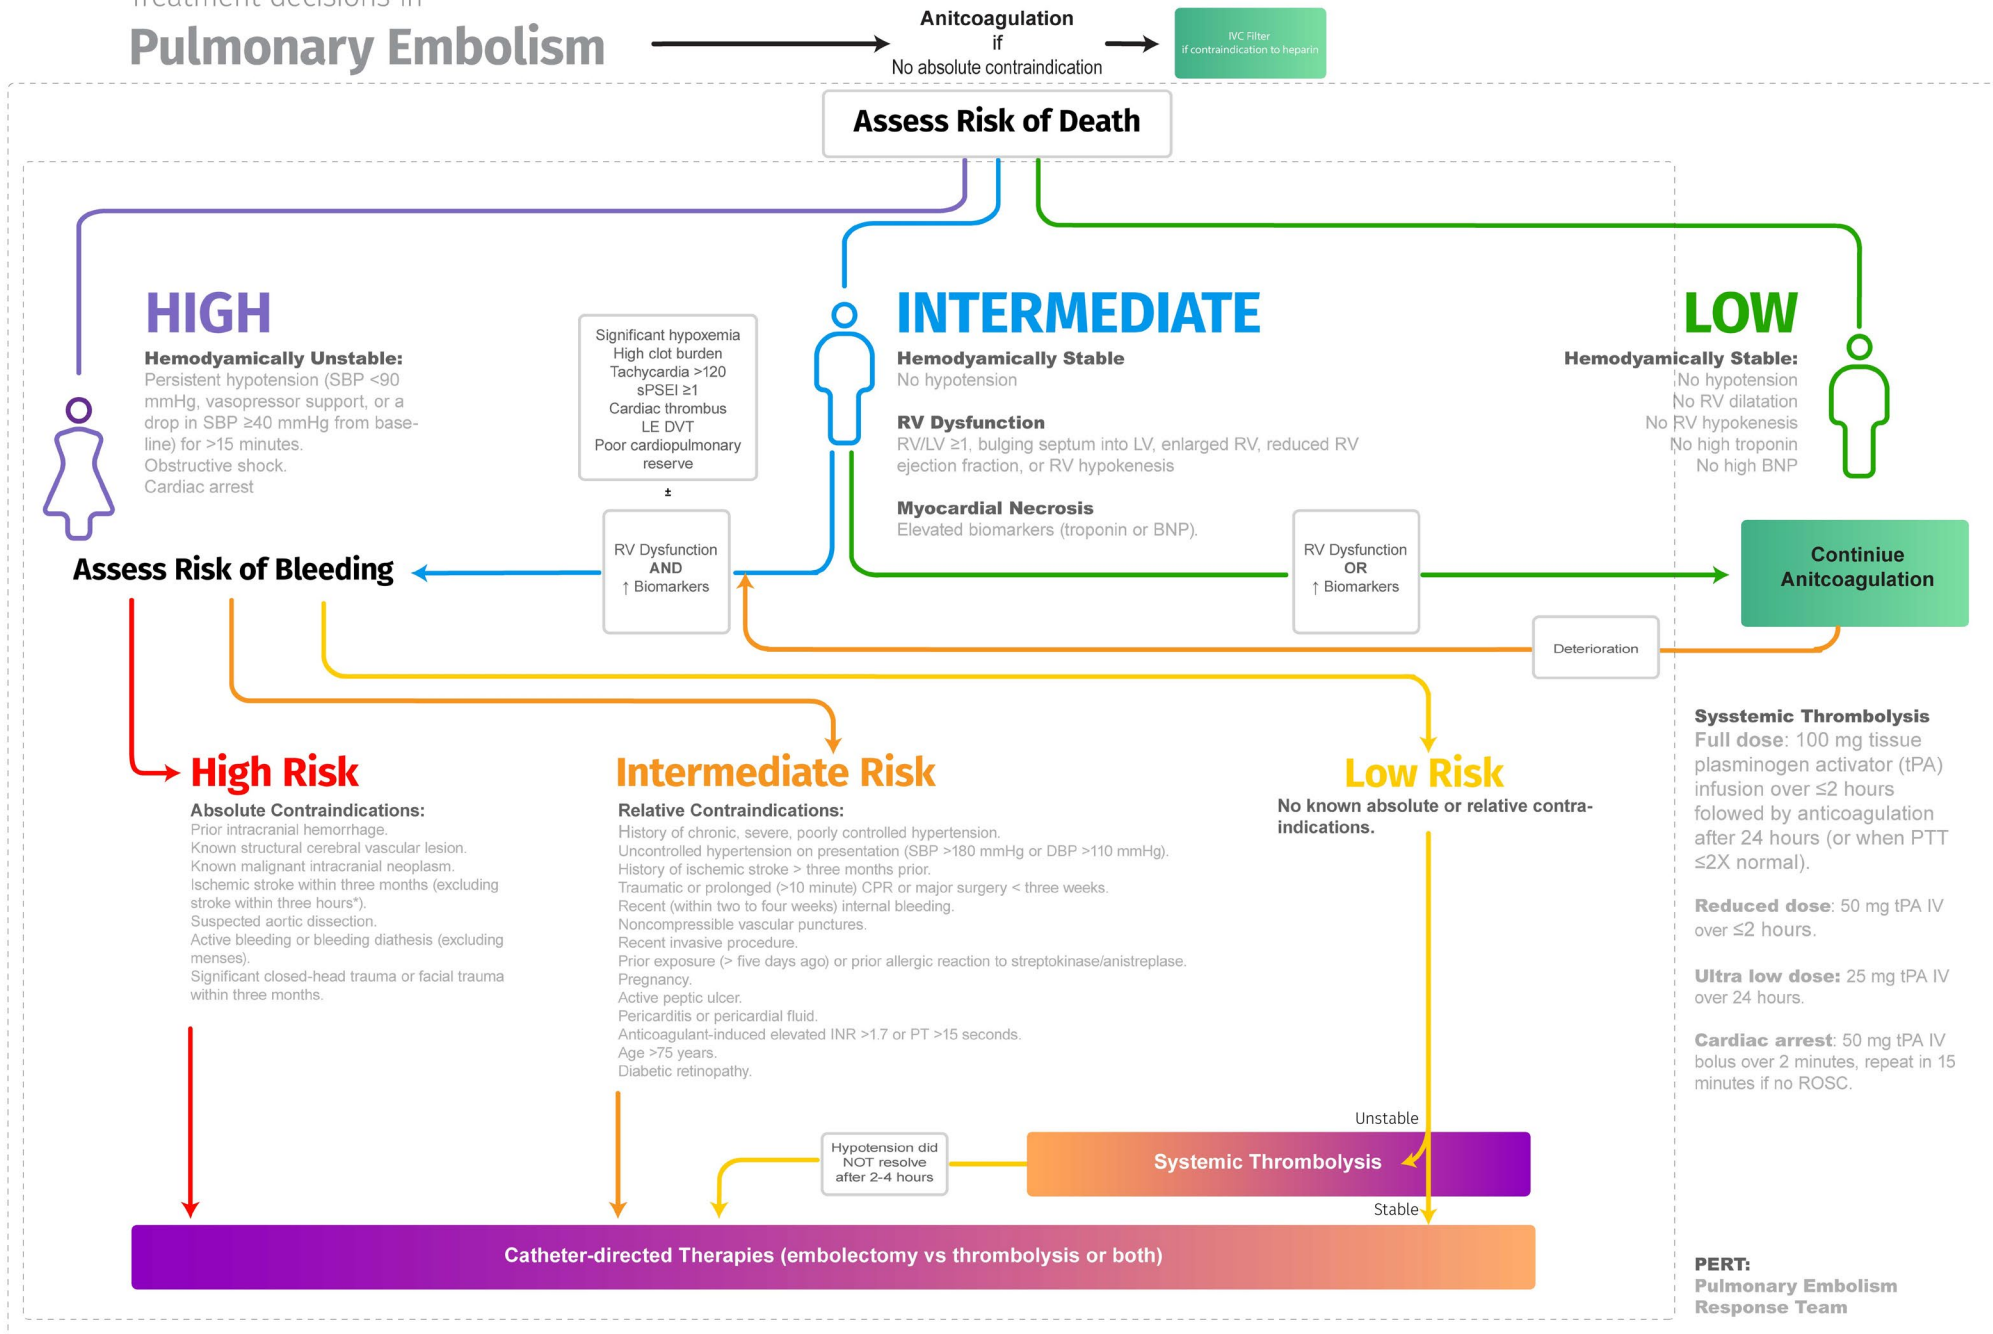 Treatment decisions in
Pulmonary Embolism
Anitcoagulation
if
No absolute contraindication
IVC Filter
if contraindication to heparin
Assess Risk of Death
HIGH
Hemodyamically Unstable:
Persistent hypotension (SBP <90
mmHg, vasopressor support, or a
drop in SBP ≥40 mmHg from base-
line) for >15 minutes.
Obstructive shock.
Cardiac arrest
Significant hypoxemia
High clot burden
Tachycardia >120
sPSEI ≥1
Cardiac thrombus
LE DVT
Poor cardiopulmonary
reserve
±
RV Dysfunction
AND
↑ Biomarkers
INTERMEDIATE
Hemodyamically Stable
No hypotension
RV Dysfunction
RV/LV ≥1, bulging septum into LV, enlarged RV, reduced RV
ejection fraction, or RV hypokenesis
Myocardial Necrosis
Elevated biomarkers (troponin or BNP).
RV Dysfunction
OR
↑ Biomarkers
LOW
Hemodyamically Stable:
No hypotension
No RV dilatation
No RV hypokenesis
No high troponin
No high BNP
Continiue
Anitcoagulation
Deterioration
Assess Risk of Bleeding
High Risk
Absolute Contraindications:
Prior intracranial hemorrhage.
Known structural cerebral vascular lesion.
Known malignant intracranial neoplasm.
Ischemic stroke within three months (excluding
stroke within three hours*).
Suspected aortic dissection.
Active bleeding or bleeding diathesis (excluding
menses).
Significant closed-head trauma or facial trauma
within three months.
Intermediate Risk
Relative Contraindications:
History of chronic, severe, poorly controlled hypertension.
Uncontrolled hypertension on presentation (SBP >180 mmHg or DBP >110 mmHg).
History of ischemic stroke > three months prior.
Traumatic or prolonged (>10 minute) CPR or major surgery < three weeks.
Recent (within two to four weeks) internal bleeding.
Noncompressible vascular punctures.
Recent invasive procedure.
Prior exposure (> five days ago) or prior allergic reaction to streptokinase/anistreplase.
Pregnancy.
Active peptic ulcer.
Pericarditis or pericardial fluid.
Anticoagulant-induced elevated INR >1.7 or PT >15 seconds.
Age >75 years.
Diabetic retinopathy.
Low Risk
No known absolute or relative contra-
indications.
Unstable
Systemic Thrombolysis
Hypotension did
NOT resolve
after 2-4 hours
Stable
Catheter-directed Therapies (embolectomy vs thrombolysis or both)
Sysstemic Thrombolysis
Full dose: 100 mg tissue
plasminogen activator (tPA)
infusion over ≤2 hours
followed by anticoagulation
after 24 hours (or when PTT
≤2X normal).
Reduced dose: 50 mg tPA IV
over ≤2 hours.
Ultra low dose: 25 mg tPA IV
over 24 hours.
Cardiac arrest: 50 mg tPA IV
bolus over 2 minutes, repeat in 15
minutes if no ROSC.
PERT:
Pulmonary Embolism
Response Team